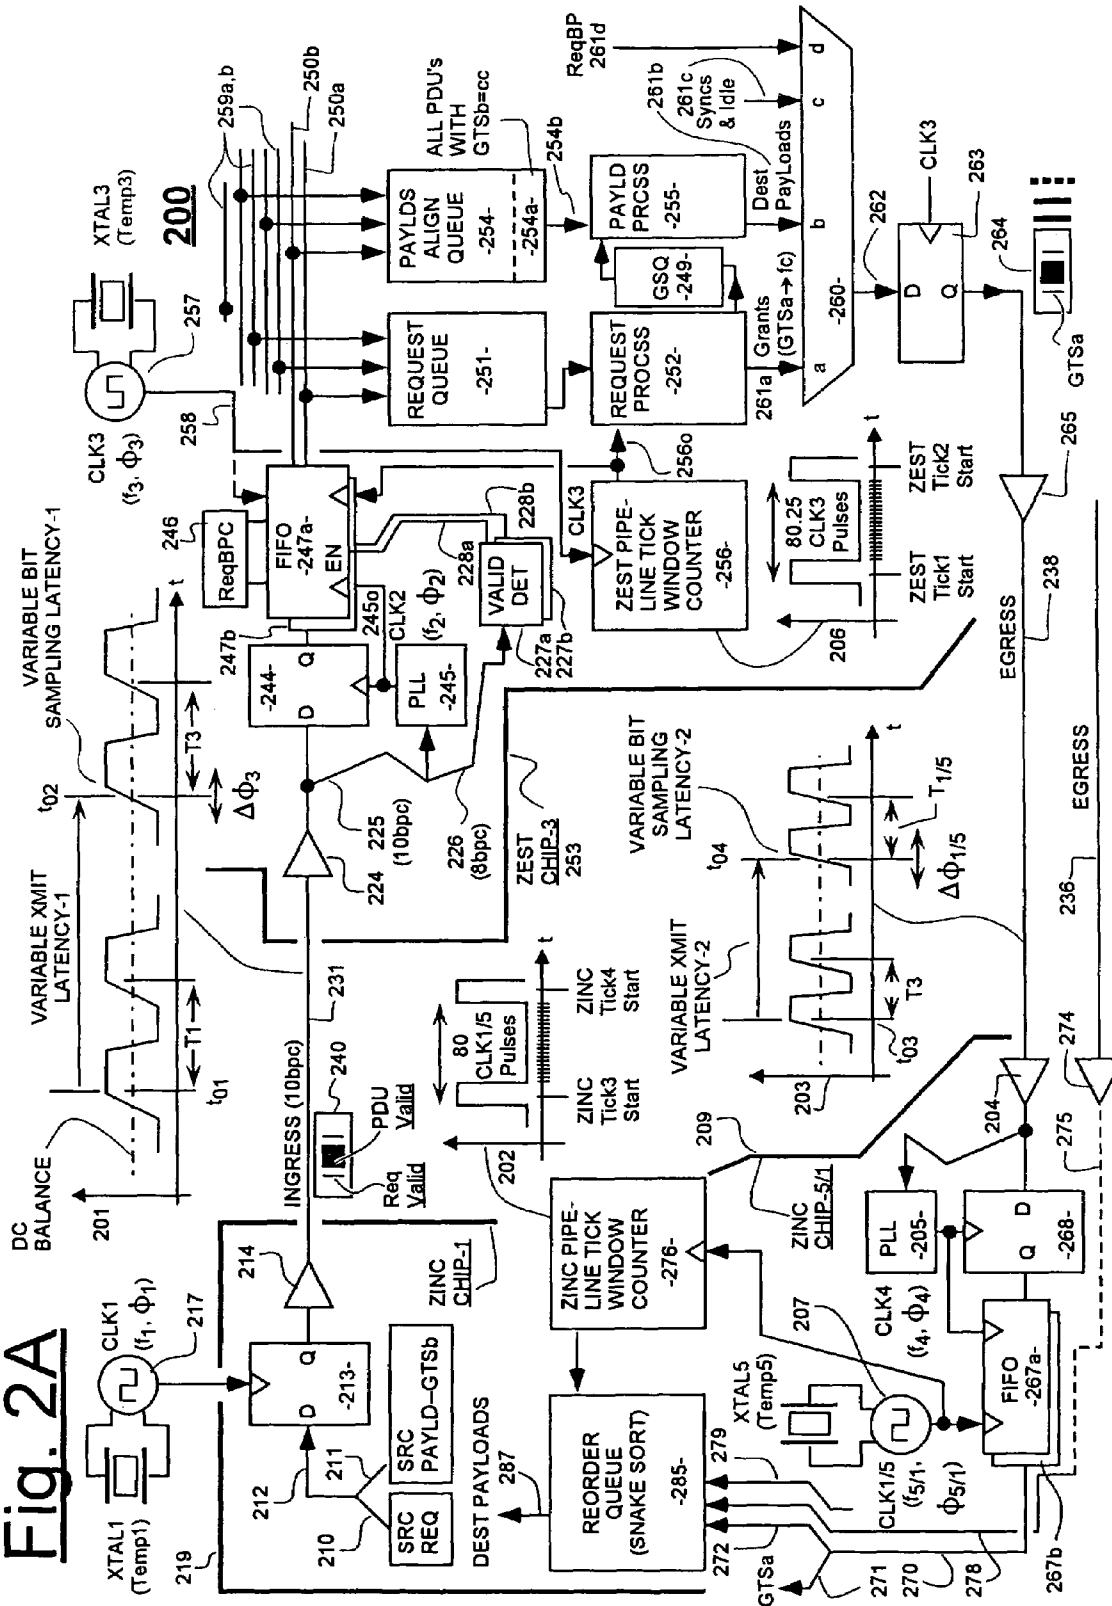 Fig. 2A
XTAL1
(Temp1)
CLK1
(f1, Φ1)
217
219
DC
BALANCE
201
VARIABLE XMIT
LATENCY-1
t01
T1
t02
VARIABLE BIT
SAMPLING LATENCY-1
T3
ΔΦ3
t
CLK3
(f3, Φ3)
XTAL3
(Temp3)
257
258
200
259a,b
250b
250a
212
211
210
D
Q
-213-
214
SRC
REQ
SRC
PAYLD-GTSb
ZINC
CHIP-1
INGRESS (10bpc)
231
240
Req
Valid
PDU
Valid
224
225
(10bpc)
226
(8bpc)
ZEST
CHIP-3
253
D
Q
-244-
PLL
-245-
245o
CLK2
(f2, Φ2)
246
ReqBPC
247b
FIFO
-247a-
EN
228a
228b
VALID
DET
227a
227b
REQUEST
QUEUE
-251-
PAYLDS
ALIGN
QUEUE
-254-
-254a-
ALL PDU's
WITH
GTSb=cc
254b
CLK3
ZEST PIPE-
LINE TICK
WINDOW
COUNTER
-256-
256o
REQUEST
PROCSS
-252-
GSQ
-249-
PAYLD
PRCSS
-255-
261a
Grants
(GTSa→fc)
Dest
PayLoads
261b
261c
Syncs
& Idle
ReqBP
261d
a
b
c
d
-260-
262
CLK3
D
Q
263
264
GTSa
265
206
80.25
CLK3
Pulses
t
ZEST
Tick1
Start
ZEST
Tick2
Start
EGRESS
238
EGRESS
236
DEST PAYLOADS
287
REORDER
QUEUE
(SNAKE SORT)
-285-
ZINC PIPE-
LINE TICK
WINDOW
COUNTER
-276-
202
80
CLK1/5
Pulses
t
ZINC
Tick3
Start
ZINC
Tick4
Start
209
ZINC
CHIP-5/1
VARIABLE XMIT
LATENCY-2
VARIABLE BIT
SAMPLING
LATENCY-2
203
t03
T3
t04
T1/5
ΔΦ1/5
t
204
274
275
PLL
-205-
CLK4
(f4, Φ4)
Q
D
-268-
207
XTAL5
(Temp5)
CLK1/5
(f5/1,
Φ5/1)
FIFO
-267a-
267b
GTSa
271
270
272
278
279